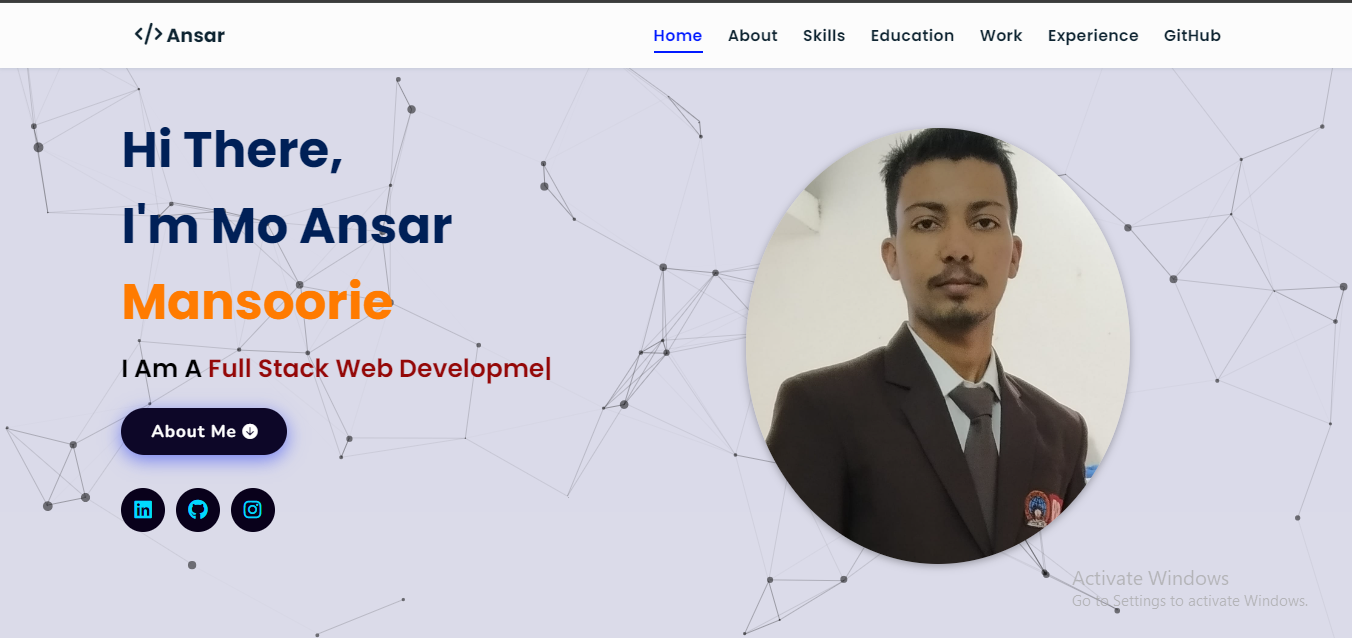 </> Ansar
Home About Skills Education Work Experience GitHub
Hi There,
I'm Mo Ansar
Mansoorie
I Am A Full Stack Web Developme|
About Me
in
Activate Windows
Go to Settings to activate Windows.